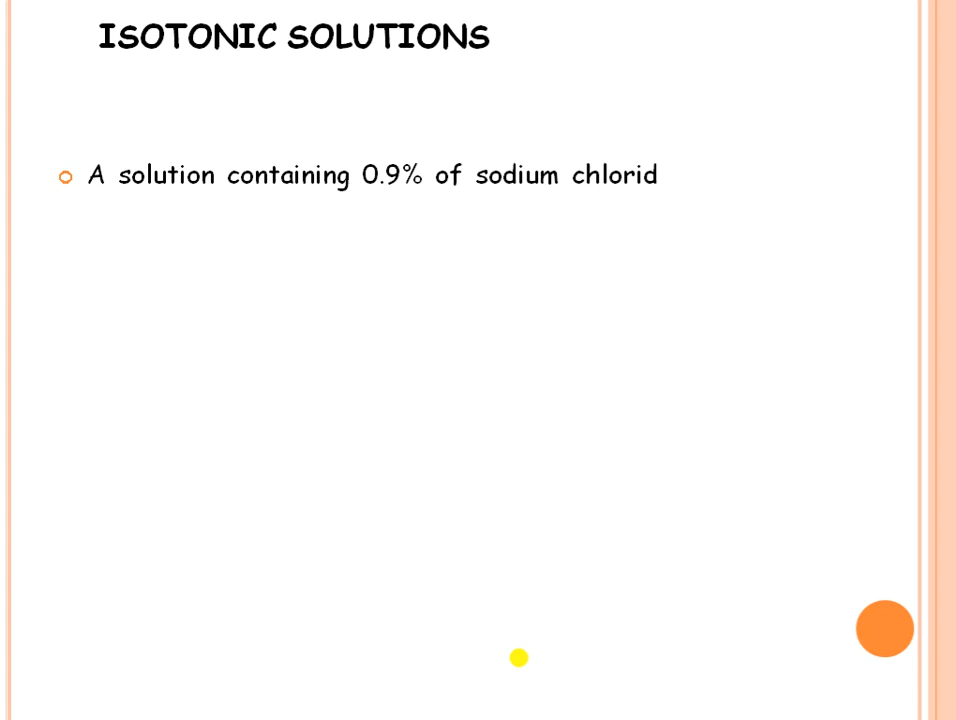 ISOTONIC SOLUTIONS
A solution containing 0.9% of sodium chlorid